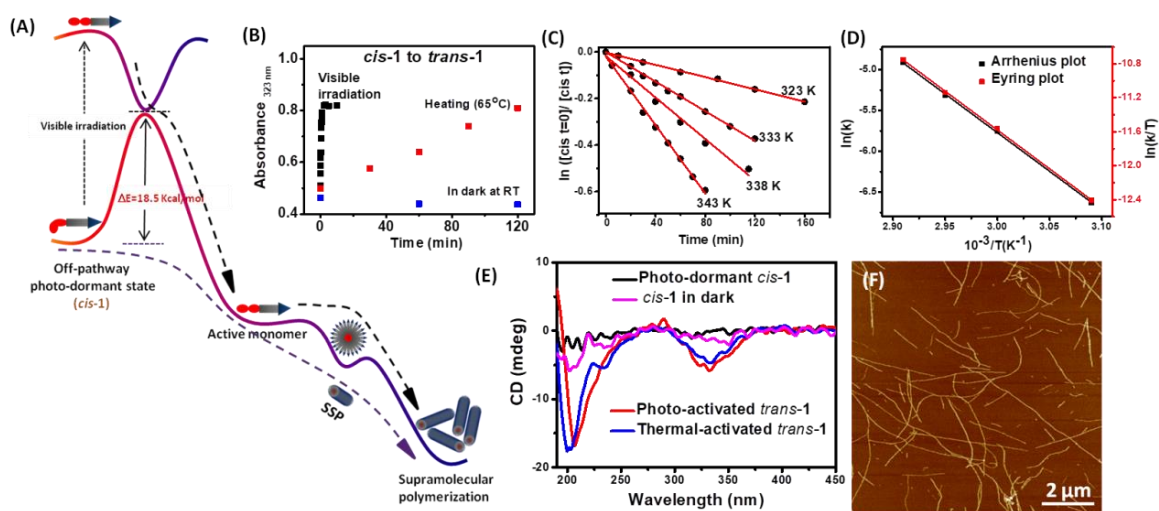 (A)
Visible irradiation
ΔE=18.5 Kcal/mol
Off-pathway
photo-dormant state
(cis-1)
Active monomer
SSP
Supramolecular
polymerization
(B)
cis-1 to trans-1
Visible
irradiation
Heating (65°C)
In dark at RT
Absorbance 323 nm
1.0
0.8
0.6
0.4
0 30 60 90 120
Time (min)
(C)
ln ([cis t=0]/ [cis t])
0.0
-0.2
-0.4
-0.6
323 K
333 K
338 K
343 K
0 40 80 120 160
Time (min)
(D)
ln(k)
-5.0
-5.5
-6.0
-6.5
Arrhenius plot
Eyring plot
-10.8
-11.2
-11.6
-12.0
-12.4
ln(k/T)
2.90 2.95 3.00 3.05 3.10
10⁻³/T(K⁻¹)
(E)
CD (mdeg)
10
0
-10
-20
Photo-dormant cis-1
cis-1 in dark
Photo-activated trans-1
Thermal-activated trans-1
200 250 300 350 400 450
Wavelength (nm)
(F)
2 µm